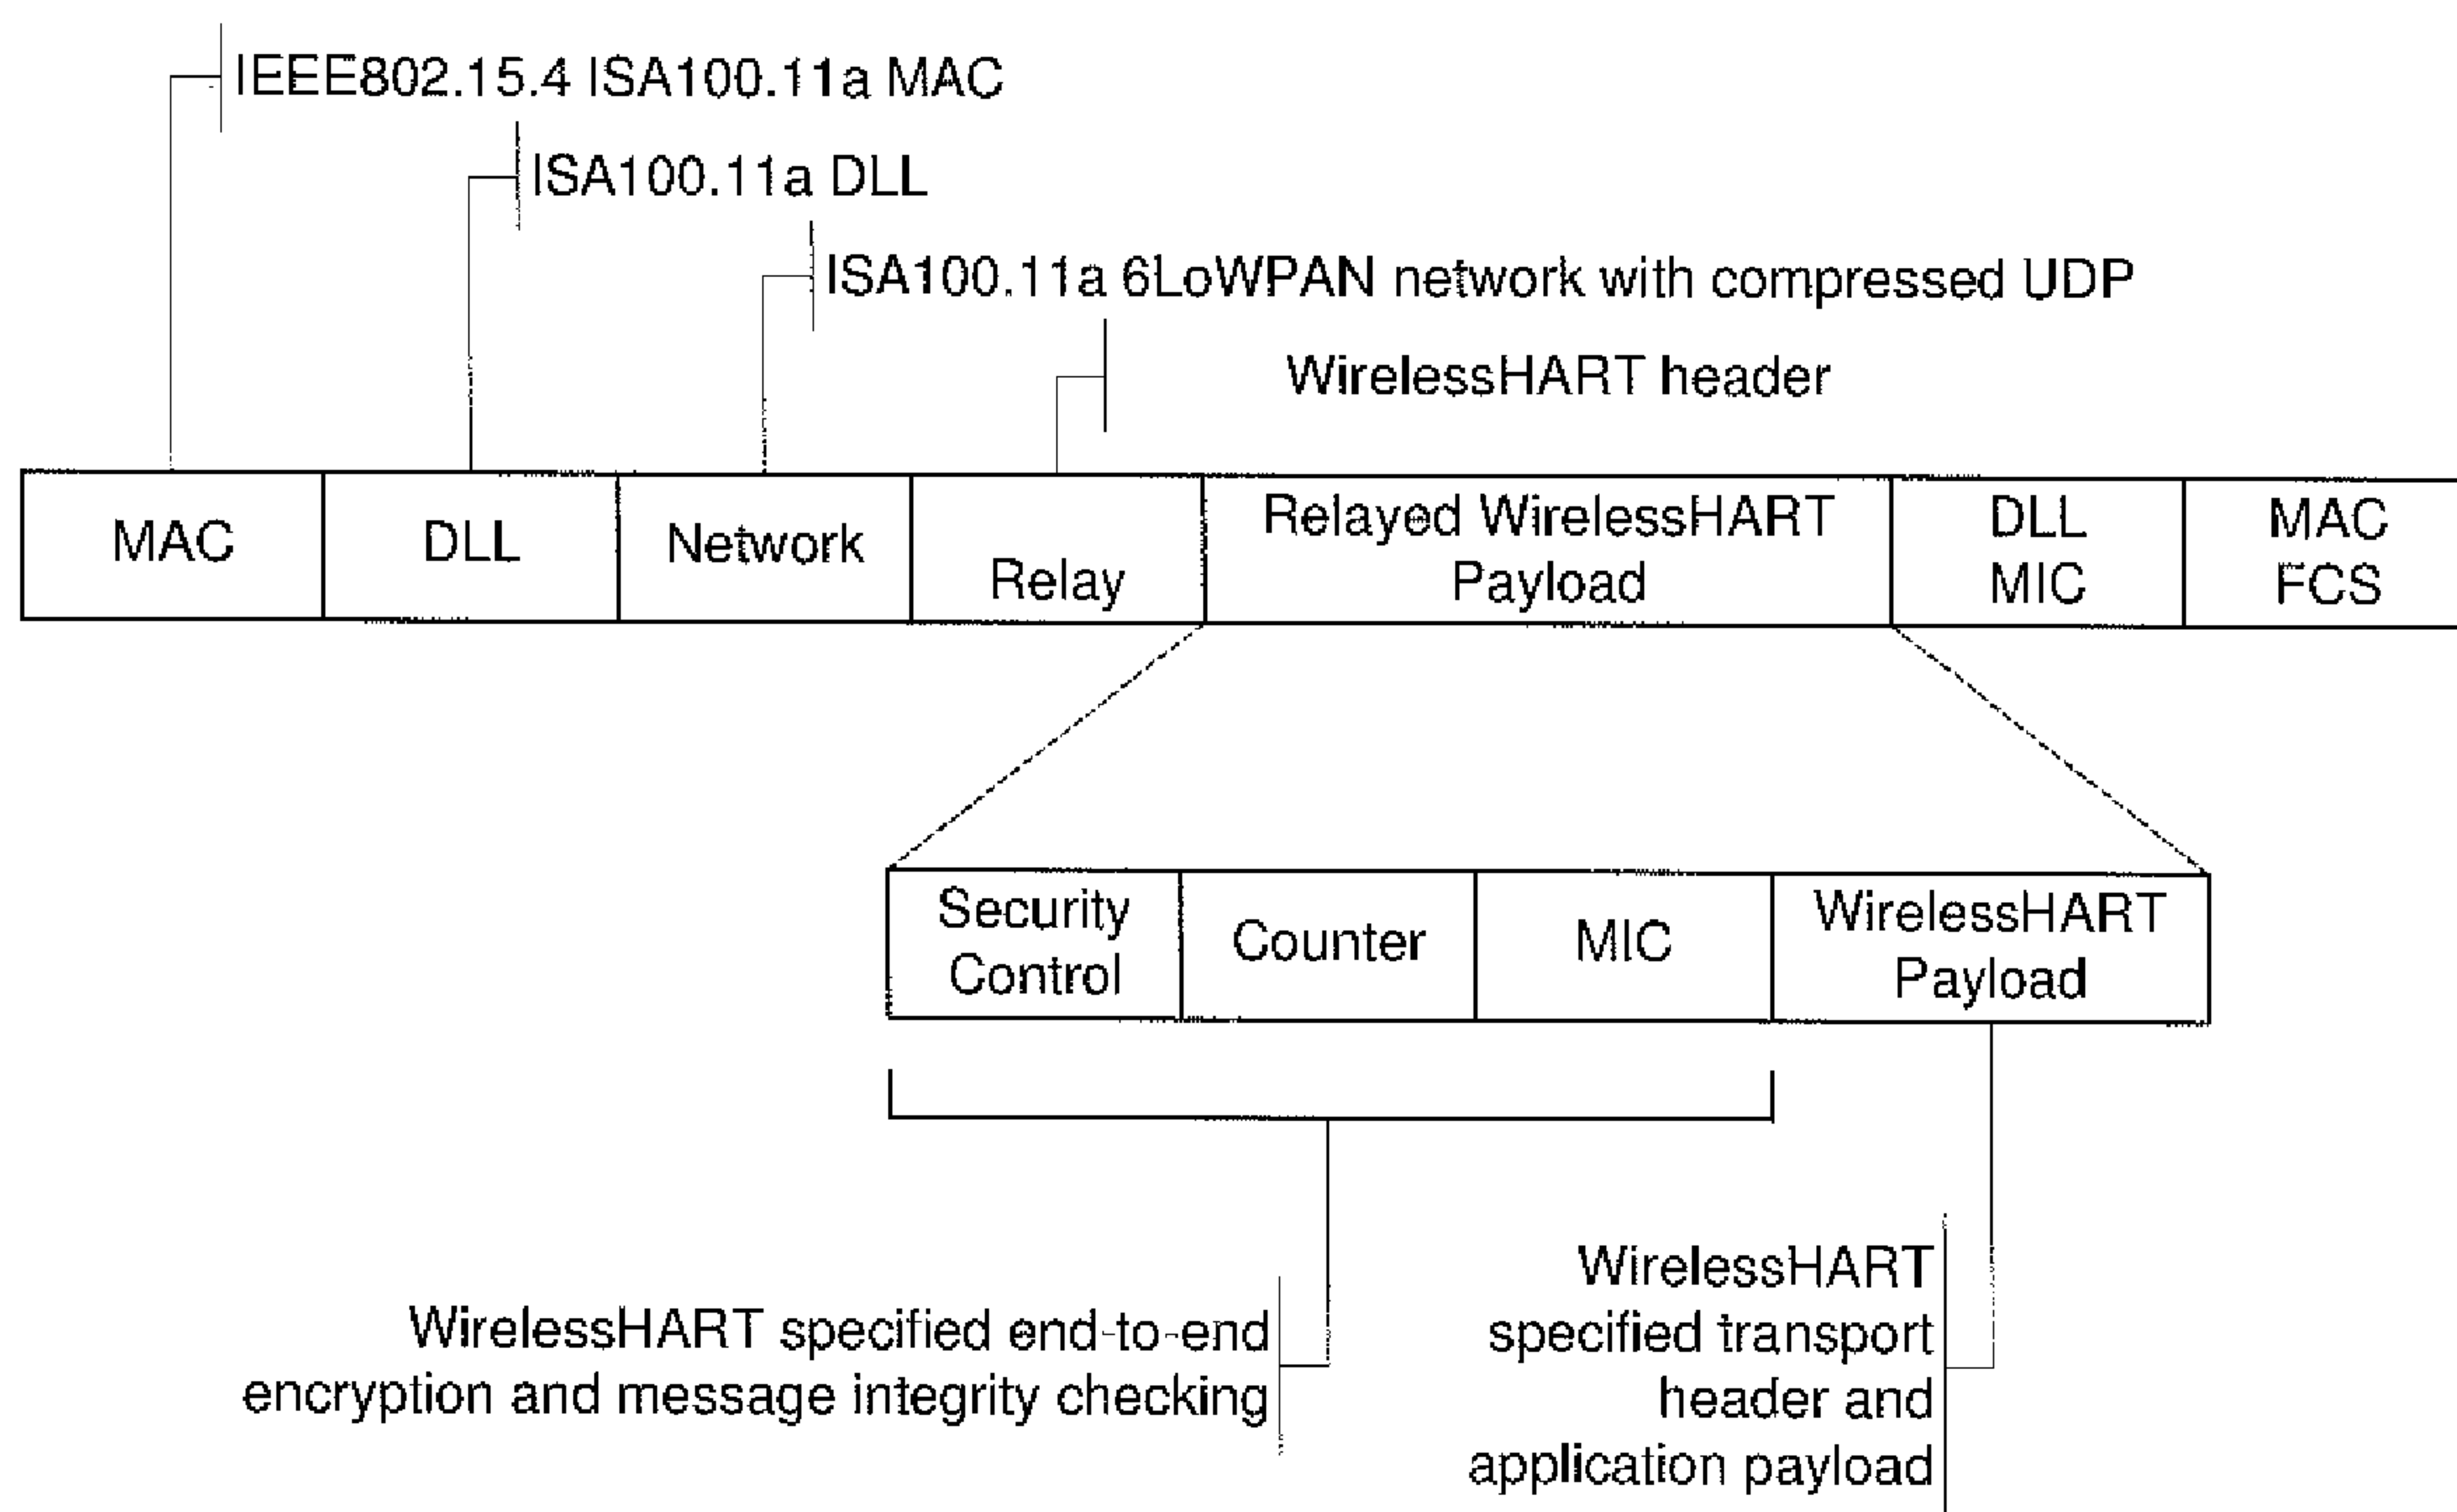 IEEE802.15.4 ISA100.11a MAC
ISA100.11a DLL
ISA100.11a 6LoWPAN network with compressed UDP
WirelessHART header
MAC
DLL
Network
Relay
Relayed WirelessHART
Payload
DLL
MIC
MAC
FCS
Security
Control
Counter
MIC
WirelessHART
Payload
WirelessHART specified end-to-end
encryption and message integrity checking
WirelessHART
specified transport
header and
application payload